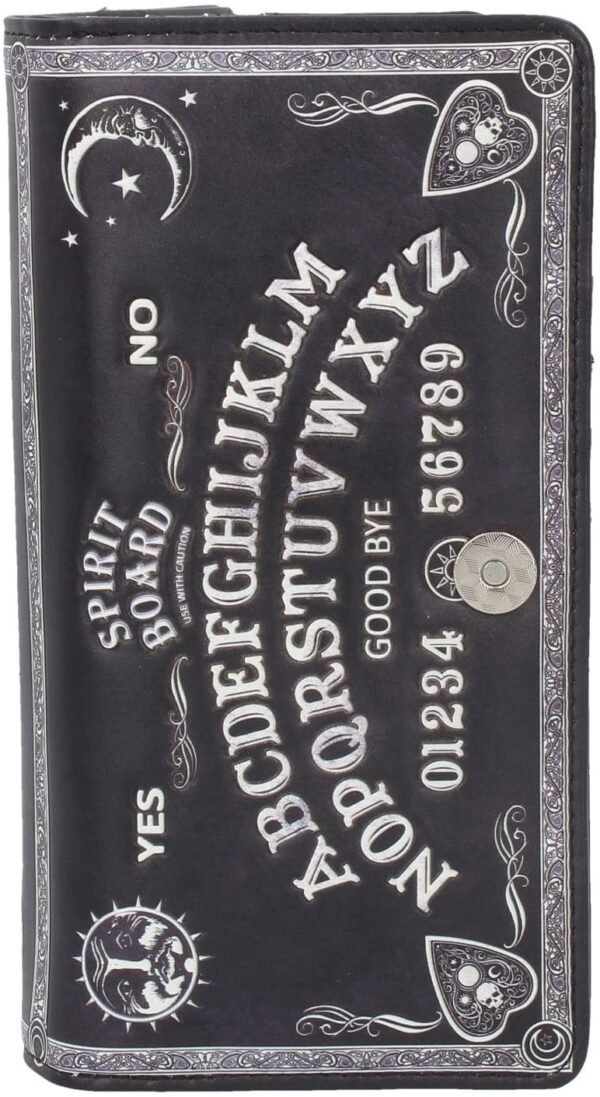 SPIRIT
BOARD
USE WITH CAUTION
YES NO
ABCDEFGHIJKLM
NOPQRSTUVWXYZ
GOOD BYE
01234 56789